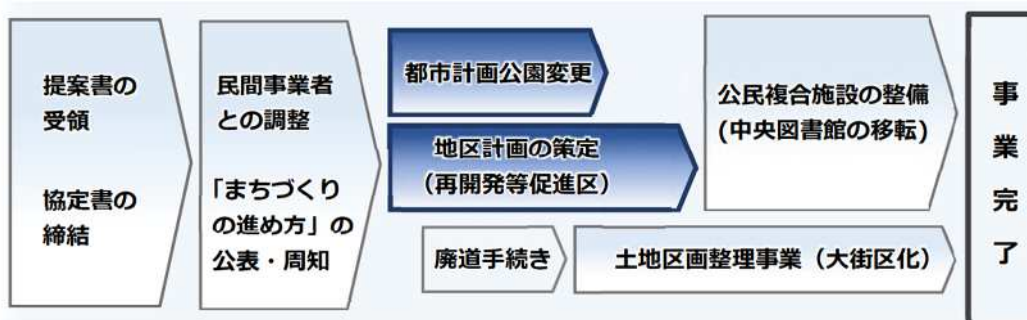 提案書の
受領
協定書の
締結
民間事業者
との調整
「まちづくり
の進め方」の
公表・周知
都市計画公園変更
地区計画の策定
（再開発等促進区）
廃道手続き
土地区画整理事業（大街区化）
公民複合施設の整備
(中央図書館の移転)
事業完了